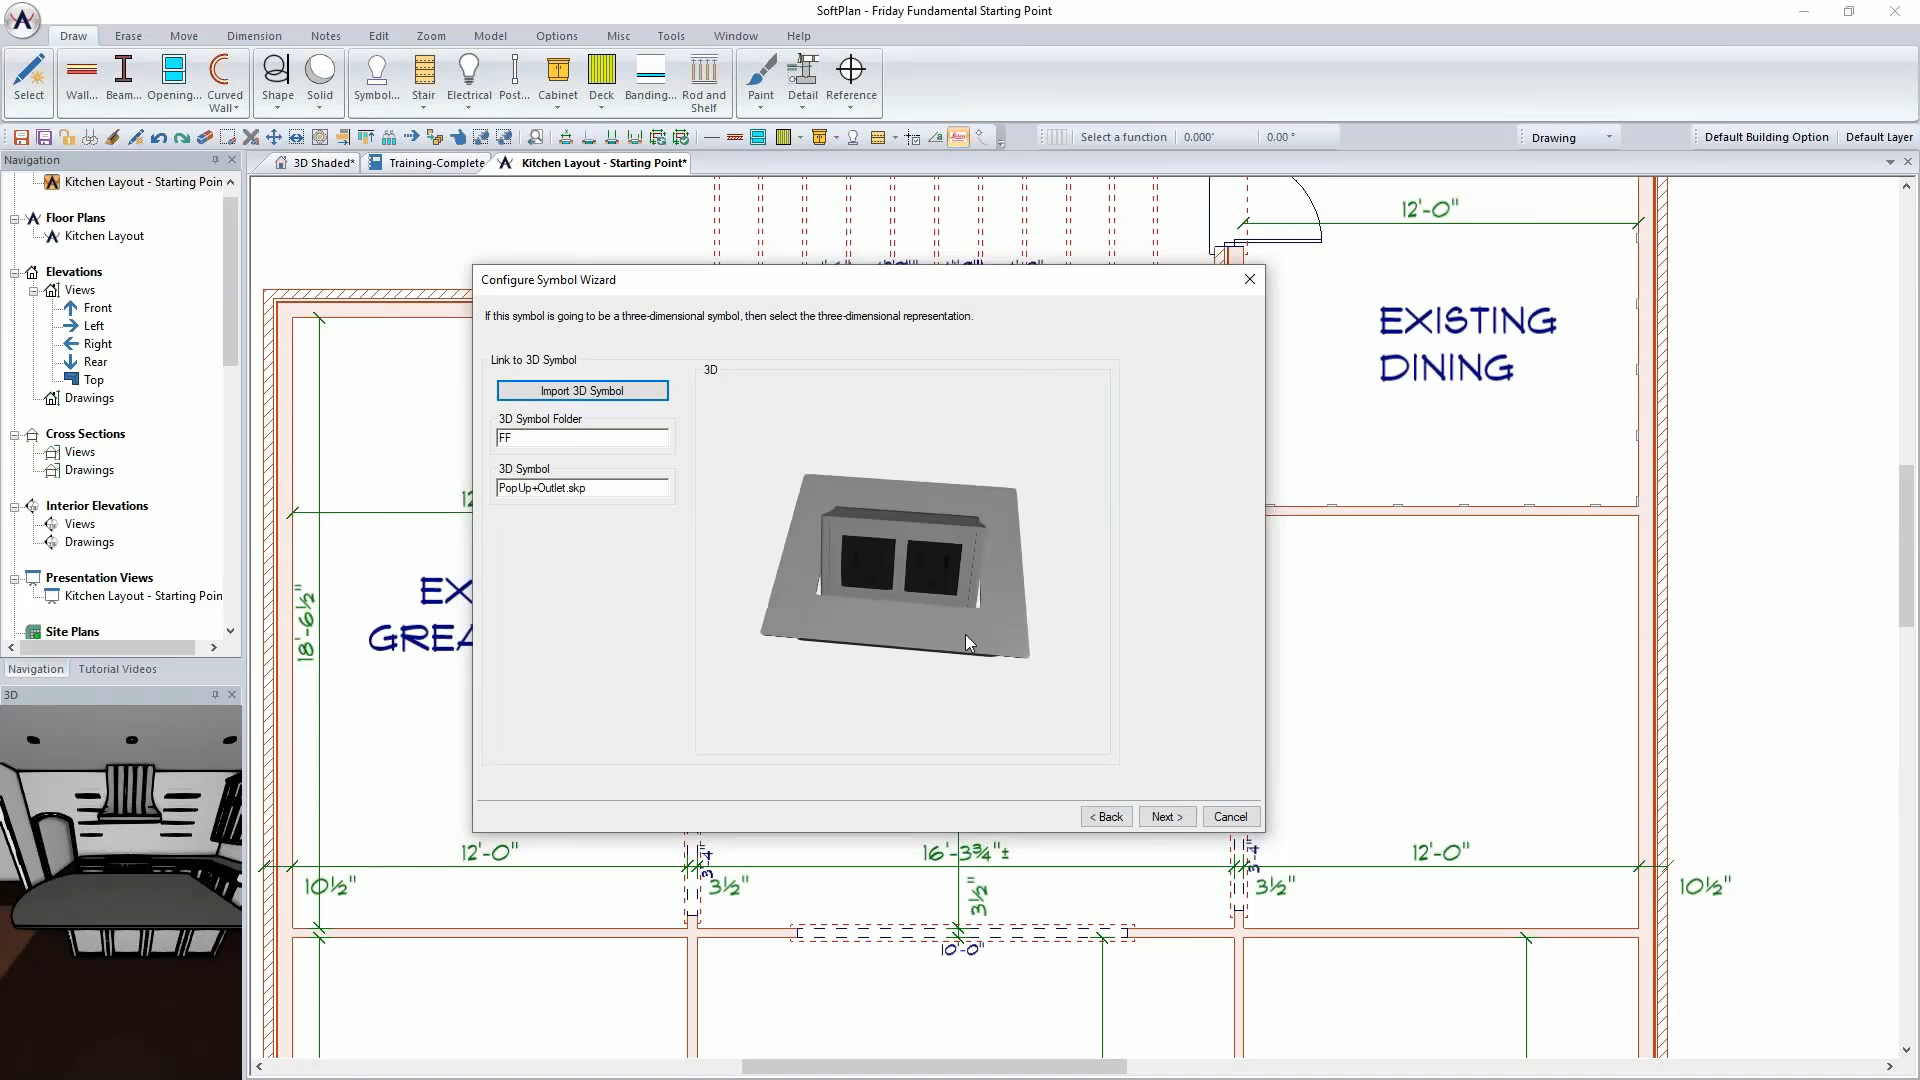 SoftPlan - Friday Fundamental Starting Point
Draw
Erase
Move
Dimension
Notes
Edit
Zoom
Model
Options
Misc
Tools
Window
Help
Select
Wall...
Beam...
Opening...
Curved
Wall
Shape
Solid
Symbol...
Stair
Electrical
Post...
Cabinet
Deck
Banding...
Rod and
Shelf
Paint
Detail
Reference
Select a function
0.000"
0.00 °
Drawing
Default Building Option
Default Layer
Navigation
3D Shaded*
Training-Complete
Kitchen Layout - Starting Point*
Kitchen Layout - Starting Poin
Floor Plans
Kitchen Layout
Elevations
Views
Front
Left
Right
Rear
Top
Drawings
Cross Sections
Views
Drawings
Interior Elevations
Views
Drawings
Presentation Views
Kitchen Layout - Starting Poin
Site Plans
Navigation
Tutorial Videos
3D
12'-0"
EXISTING
DINING
Configure Symbol Wizard
If this symbol is going to be a three-dimensional symbol, then select the three-dimensional representation.
Link to 3D Symbol
Import 3D Symbol
3D Symbol Folder
FF
3D Symbol
PopUp+Outlet.skp
3D
< Back
Next >
Cancel
12
18'-6½"
EX
GREA
12'-0"
16'-3¾"±
12'-0"
10½"
3'-4"
3½"
3½"
3'-4"
3½"
10½"
10'-0"